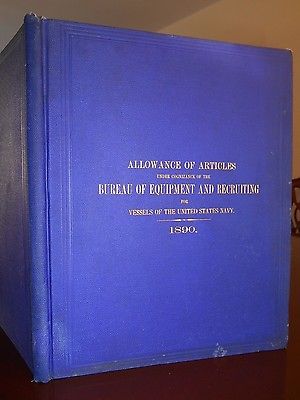 ALLOWANCE OF ARTICLES
UNDER COGNIZANCE OF THE
BUREAU OF EQUIPMENT AND RECRUITING
FOR
VESSELS OF THE UNITED STATES NAVY.
1890.